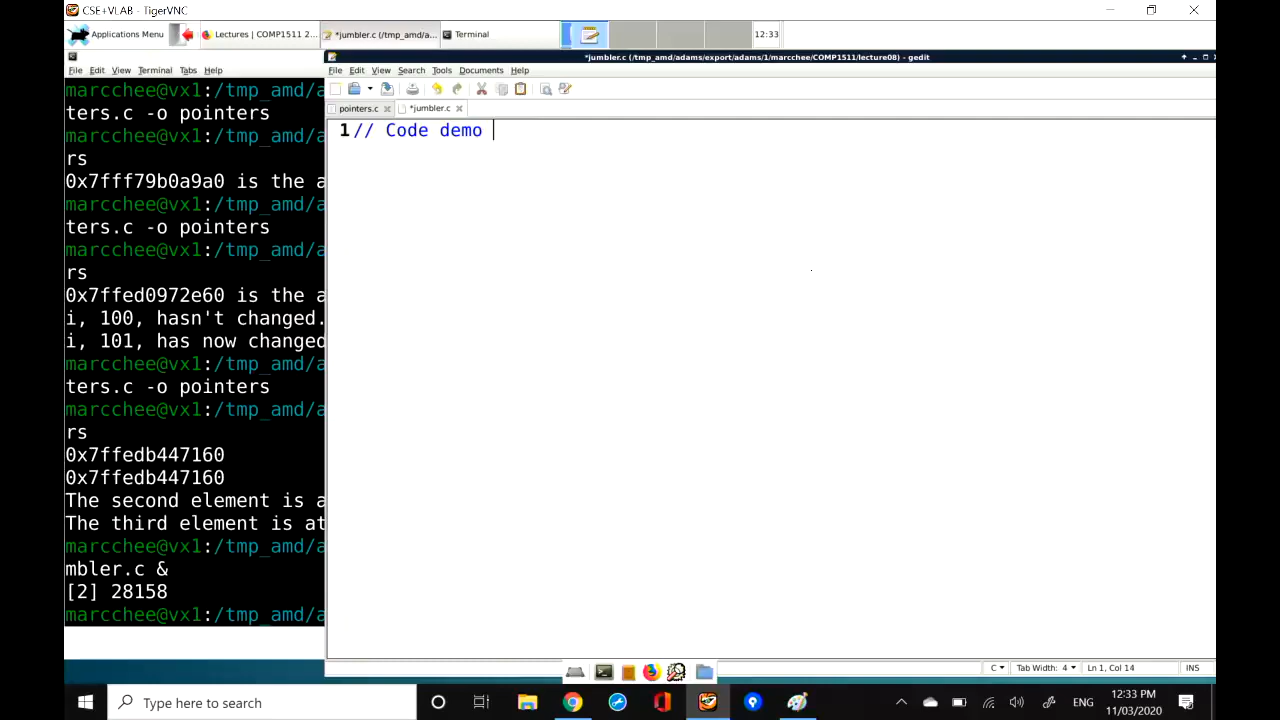 CSE+VLAB - TigerVNC
Applications Menu
Lectures | COMP1511 2...
*jumbler.c (/tmp_amd/a...
Terminal
12:33
*jumbler.c (/tmp_amd/adams/export/adams/1/marcchee/COMP1511/lecture08) - gedit
File Edit View Terminal Tabs Help
File Edit View Search Tools Documents Help
pointers.c
*jumbler.c
1// Code demo
marcchee@vx1:/tmp_amd/a
ters.c -o pointers
marcchee@vx1:/tmp_amd/a
rs
0x7fff79b0a9a0 is the a
marcchee@vx1:/tmp_amd/a
ters.c -o pointers
marcchee@vx1:/tmp_amd/a
rs
0x7ffed0972e60 is the a
i, 100, hasn't changed.
i, 101, has now changed
marcchee@vx1:/tmp_amd/a
ters.c -o pointers
marcchee@vx1:/tmp_amd/a
rs
0x7ffedb447160
0x7ffedb447160
The second element is a
The third element is at
marcchee@vx1:/tmp_amd/a
mbler.c &
[2] 28158
marcchee@vx1:/tmp_amd/a
C Tab Width: 4 Ln 1, Col 14 INS
Type here to search
ENG
12:33 PM
11/03/2020